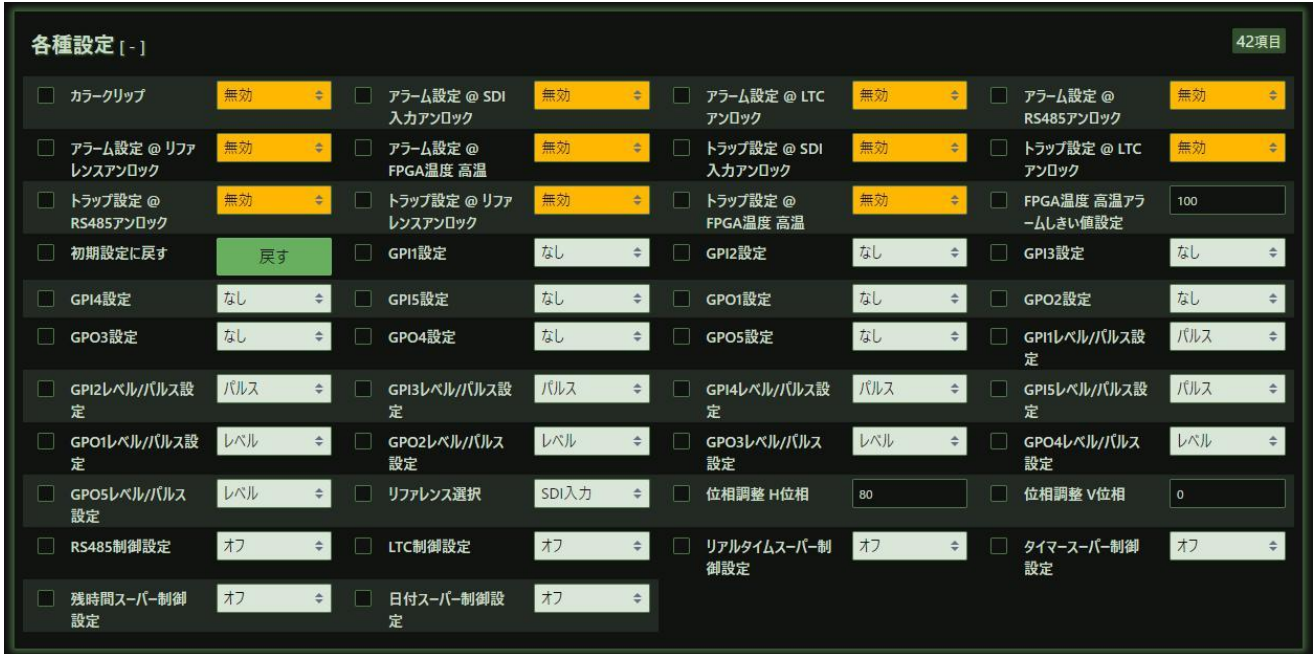 各種設定 [ - ]
42項目
カラークリップ 無効 アラーム設定 @ SDI 無効 アラーム設定 @ LTC 無効 アラーム設定 @ 無効
入力アンロック アンロック RS485アンロック
アラーム設定 @ リファ 無効 アラーム設定 @ 無効 トラップ設定 @ SDI 無効 トラップ設定 @ LTC 無効
レンスアンロック FPGA温度 高温 入力アンロック アンロック
トラップ設定 @ 無効 トラップ設定 @ リファ 無効 トラップ設定 @ 無効 FPGA温度 高温アラ 100
RS485アンロック レンスアンロック FPGA温度 高温 ームしきい値設定
初期設定に戻す 戻す GPI1設定 なし GPI2設定 なし GPI3設定 なし
GPI4設定 なし GPI5設定 なし GPO1設定 なし GPO2設定 なし
GPO3設定 なし GPO4設定 なし GPO5設定 なし GPI1レベル/パルス設 パルス
定
GPI2レベル/パルス設 パルス GPI3レベル/パルス設 パルス GPI4レベル/パルス設 パルス GPI5レベル/パルス設 パルス
定 定 定 定
GPO1レベル/パルス設 レベル GPO2レベル/パルス レベル GPO3レベル/パルス レベル GPO4レベル/パルス レベル
定 設定 設定 設定
GPO5レベル/パルス レベル リファレンス選択 SDI入力 位相調整 H位相 80 位相調整 V位相 0
設定
RS485制御設定 オフ LTC制御設定 オフ リアルタイムスーパー制 オフ タイマースーパー制御 オフ
御設定 設定
残時間スーパー制御 オフ 日付スーパー制御設 オフ
設定 定